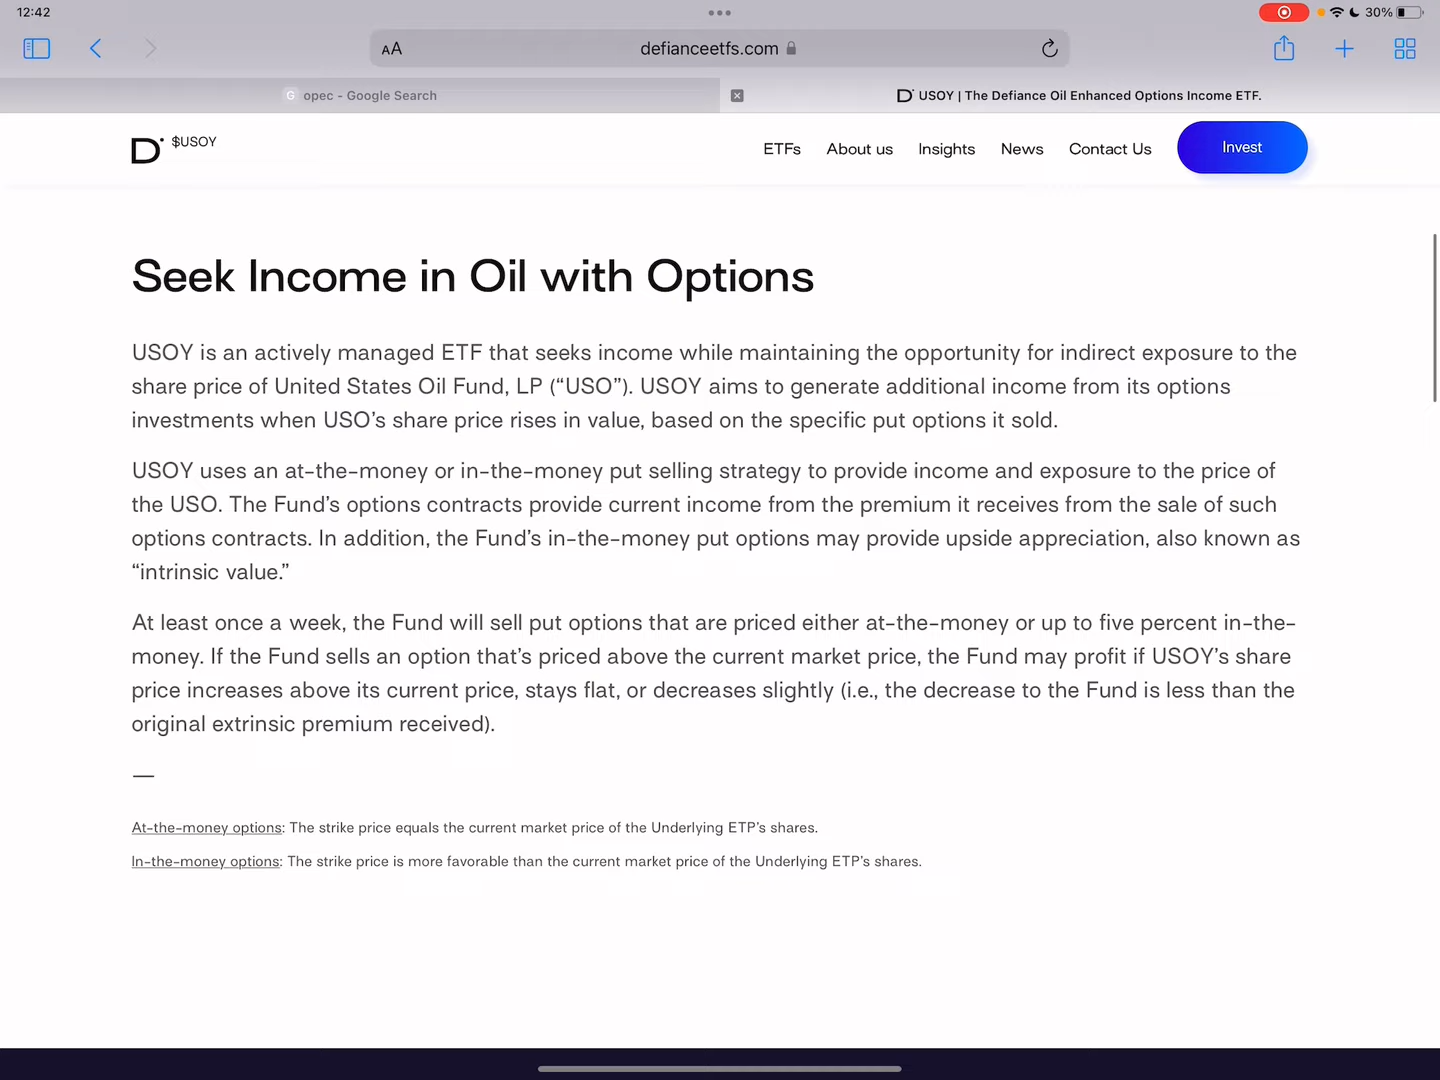 12:42
30%
AA
defianceetfs.com
G opec - Google Search
D USOY | The Defiance Oil Enhanced Options Income ETF.
D $USOY
ETFs
About us
Insights
News
Contact Us
Invest
Seek Income in Oil with Options
USOY is an actively managed ETF that seeks income while maintaining the opportunity for indirect exposure to the
share price of United States Oil Fund, LP (“USO”). USOY aims to generate additional income from its options
investments when USO’s share price rises in value, based on the specific put options it sold.
USOY uses an at-the-money or in-the-money put selling strategy to provide income and exposure to the price of
the USO. The Fund’s options contracts provide current income from the premium it receives from the sale of such
options contracts. In addition, the Fund’s in-the-money put options may provide upside appreciation, also known as
“intrinsic value.”
At least once a week, the Fund will sell put options that are priced either at-the-money or up to five percent in-the-
money. If the Fund sells an option that’s priced above the current market price, the Fund may profit if USOY’s share
price increases above its current price, stays flat, or decreases slightly (i.e., the decrease to the Fund is less than the
original extrinsic premium received).
—
At-the-money options: The strike price equals the current market price of the Underlying ETP’s shares.
In-the-money options: The strike price is more favorable than the current market price of the Underlying ETP’s shares.